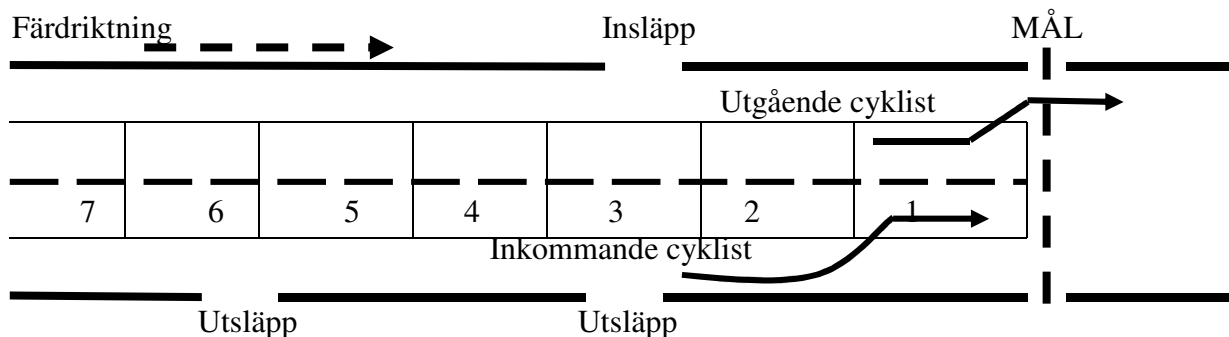 Färdriktning Insläpp MÅL
Utgående cyklist
7 6 5 4 3 2 1
Inkommande cyklist
Utsläpp Utsläpp